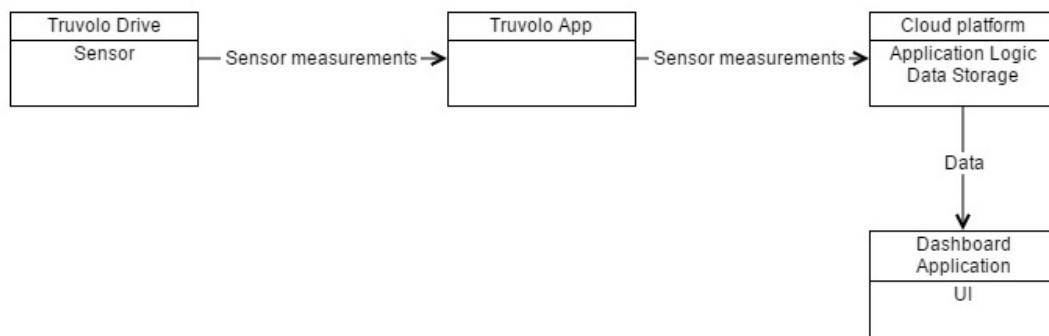 Truvolo Drive
Sensor
Sensor measurements
Truvolo App
Sensor measurements
Cloud platform
Application Logic
Data Storage
Data
Dashboard
Application
UI